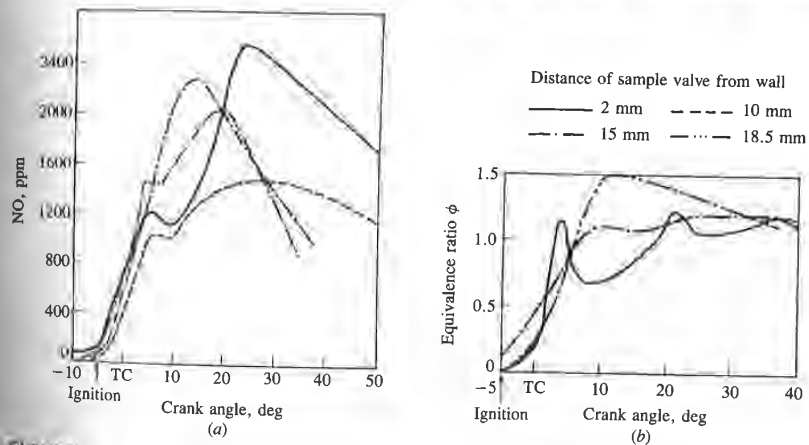 2400
2000
1600
1200
800
400
0
NO, ppm
-10 TC 10 20 30 40 50
Ignition
Crank angle, deg
(a)
Distance of sample valve from wall
2 mm 10 mm
15 mm 18.5 mm
1.5
1.0
0.5
0
Equivalence ratio ϕ
-5 TC 10 20 30 40
Ignition
Crank angle, deg
(b)